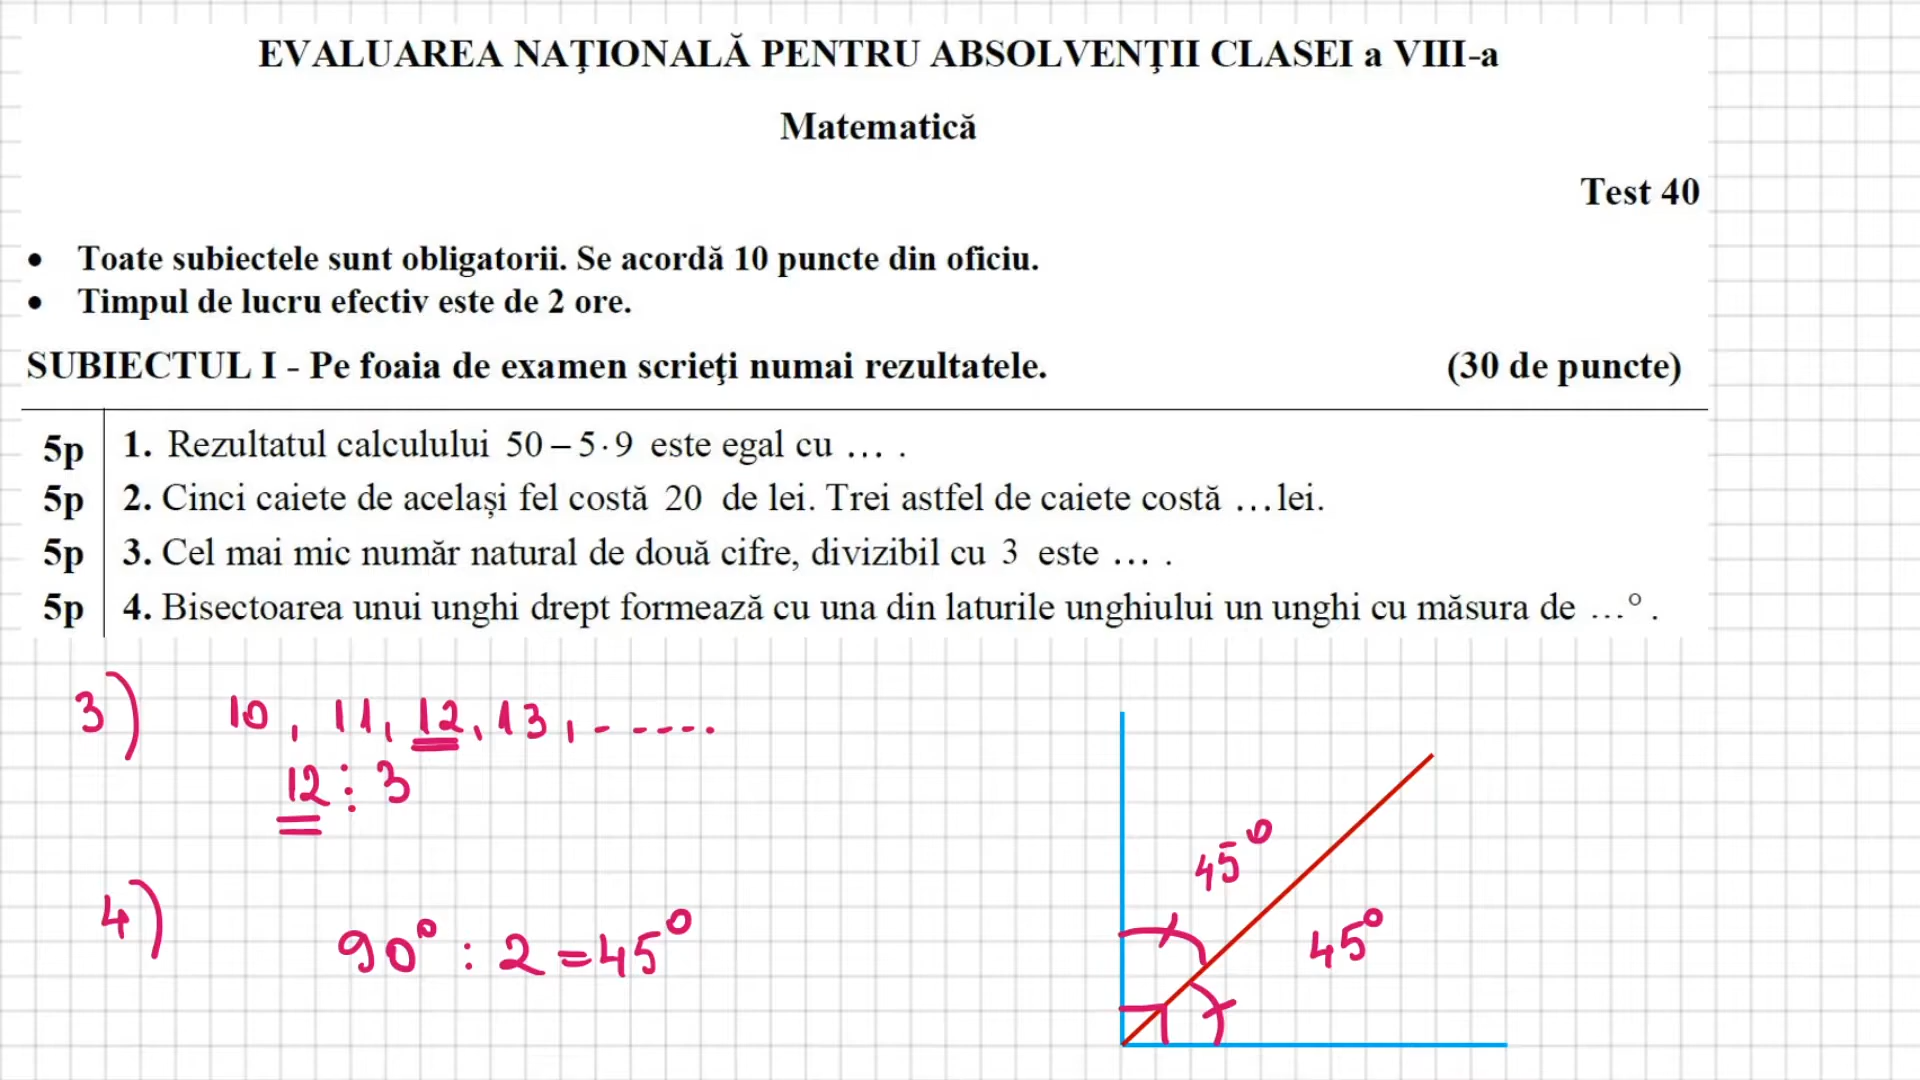 EVALUAREA NAŢIONALĂ PENTRU ABSOLVENŢII CLASEI a VIII-a
Matematică
Test 40
• Toate subiectele sunt obligatorii. Se acordă 10 puncte din oficiu.
• Timpul de lucru efectiv este de 2 ore.
SUBIECTUL I - Pe foaia de examen scrieţi numai rezultatele. (30 de puncte)
5p 1. Rezultatul calculului 50 – 5·9 este egal cu … .
5p 2. Cinci caiete de același fel costă 20 de lei. Trei astfel de caiete costă …lei.
5p 3. Cel mai mic număr natural de două cifre, divizibil cu 3 este … .
5p 4. Bisectoarea unui unghi drept formează cu una din laturile unghiului un unghi cu măsura de …° .
3) 10, 11, 12, 13, - -----
12 ⋮ 3
4) 90° : 2 = 45°
45°
45°